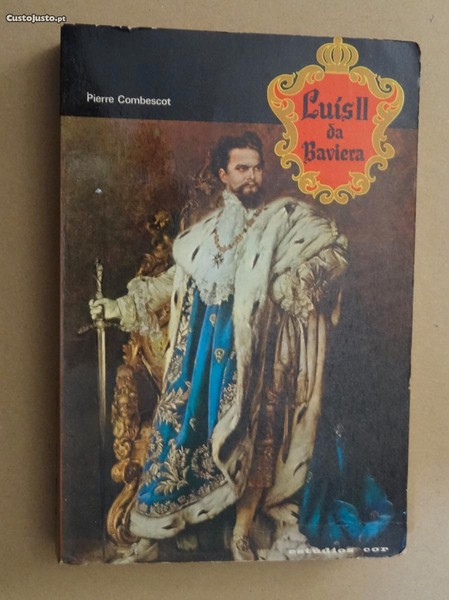 CustoJusto.pt
Pierre Combescot
Luís II
da
Baviera
estúdios cor